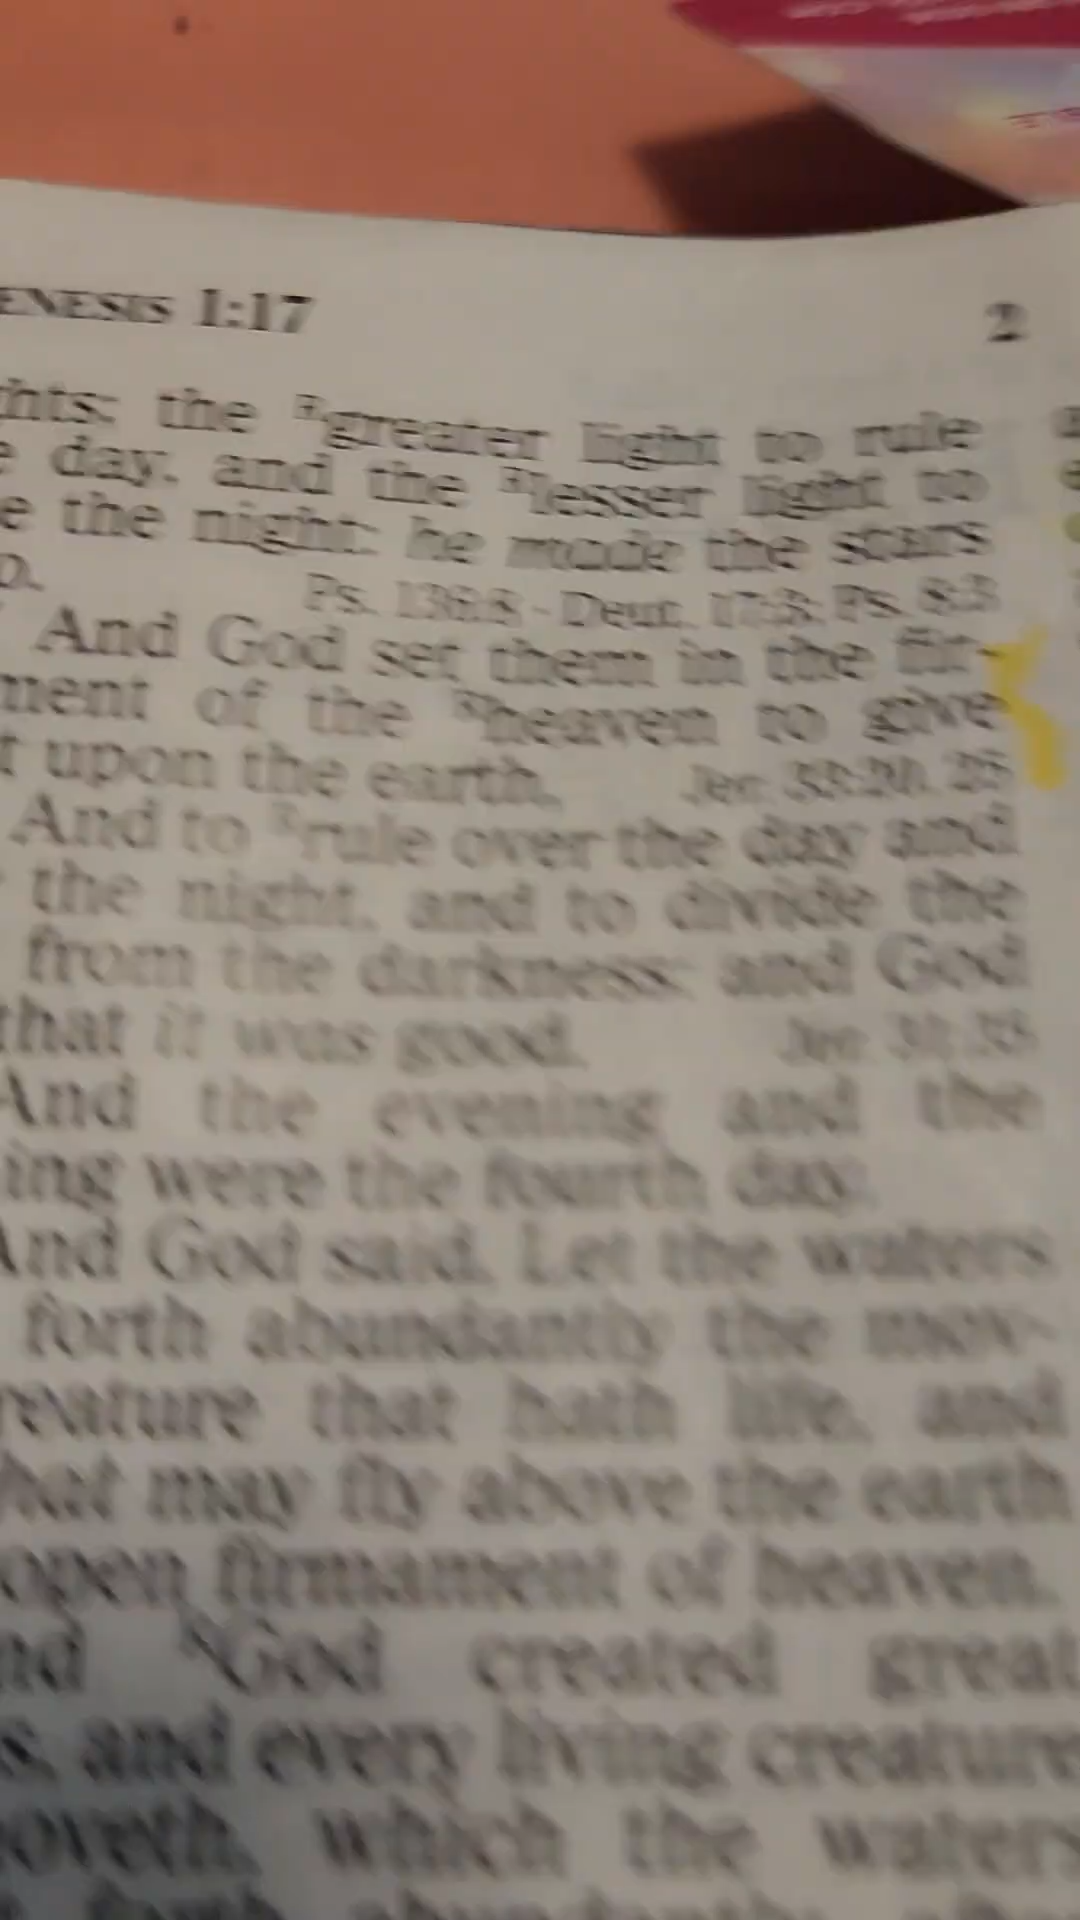 ENESIS 1:17
2
hts; the greater light to rule
e day, and the lesser light to
e the night: he made the stars
o. Ps. 136:8 - Deut. 17:3; Ps. 8:3
And God set them in the fir-
ment of the heaven to give
t upon the earth, Jer. 33:20, 25
And to rule over the day and
the night, and to divide the
from the darkness: and God
that it was good. Jer. 31:35
And the evening and the
ing were the fourth day.
And God said, Let the waters
forth abundantly the mov-
reature that hath life, and
hat may fly above the earth
open firmament of heaven.
nd God created great
s, and every living creature
oveth, which the waters
forth abundantly